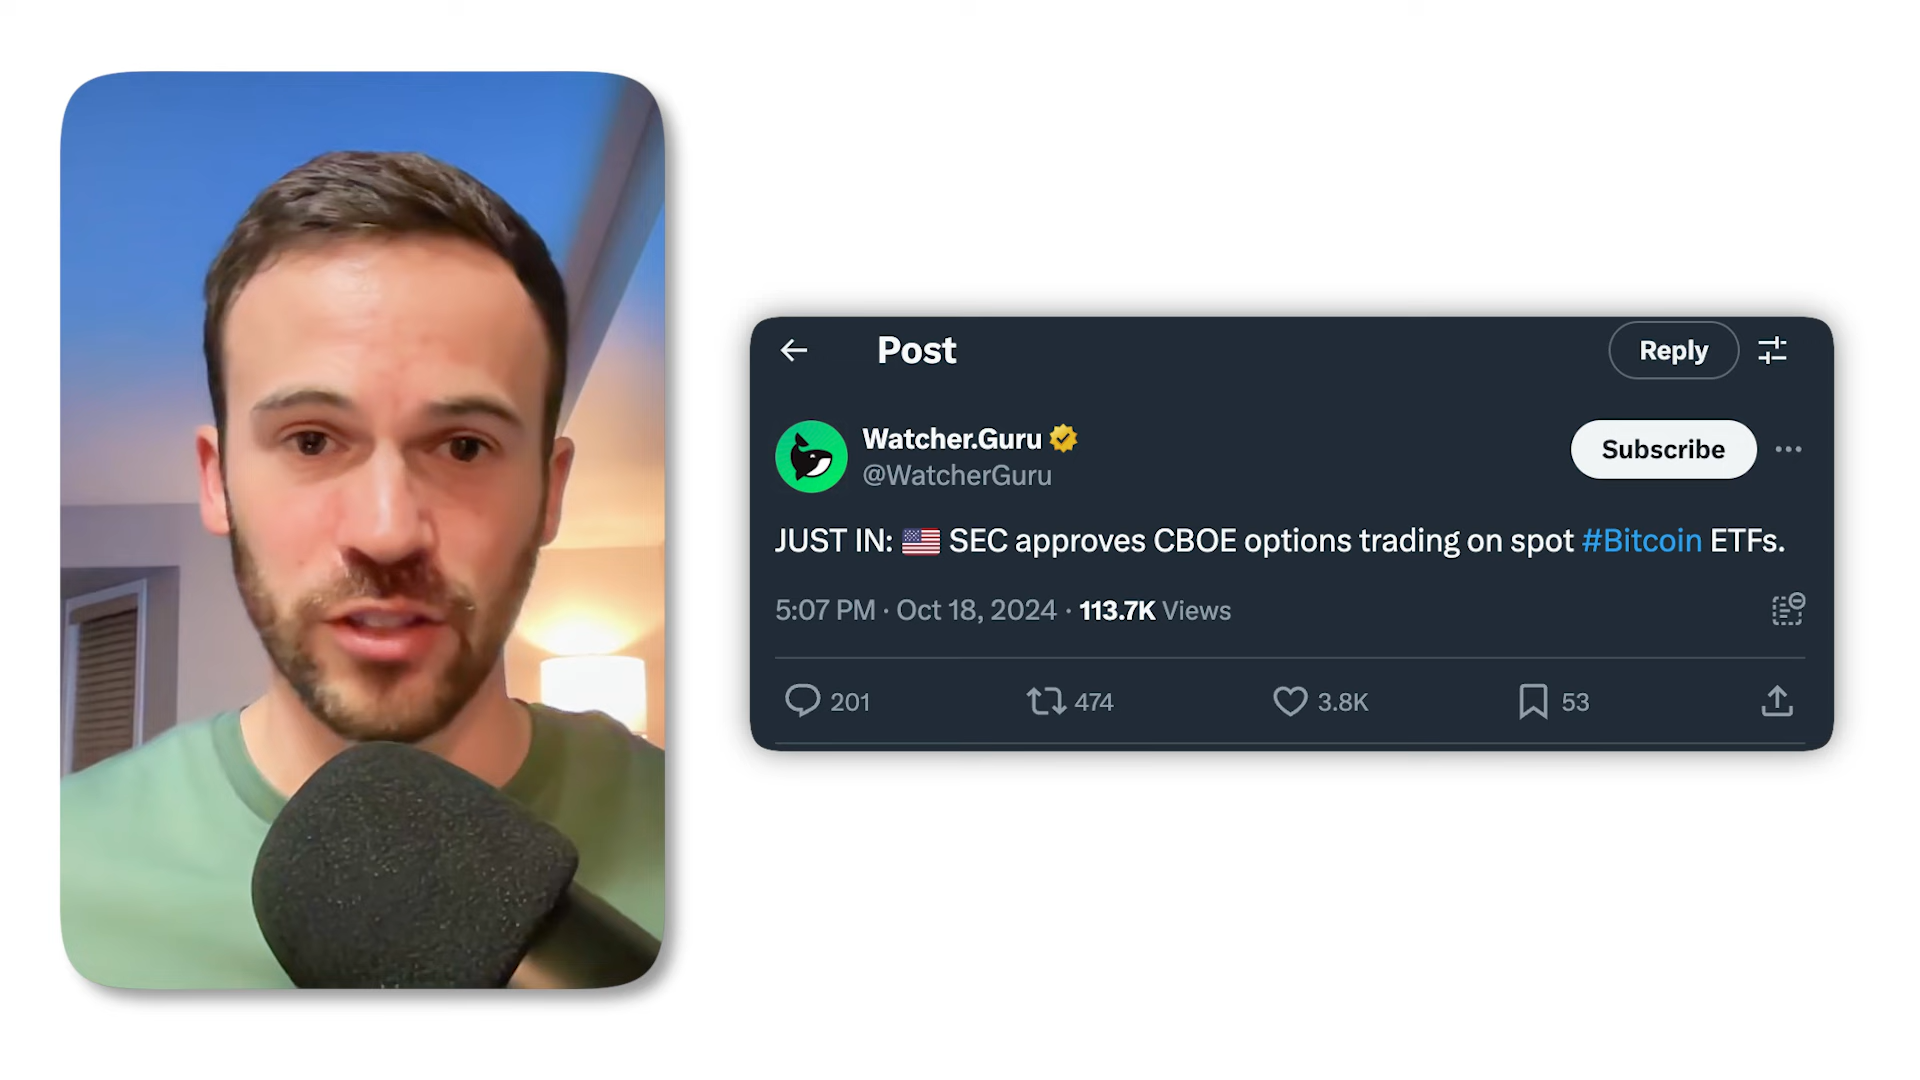 Post
Reply
Watcher.Guru
@WatcherGuru
Subscribe
JUST IN: 🇺🇸 SEC approves CBOE options trading on spot #Bitcoin ETFs.
5:07 PM · Oct 18, 2024 · 113.7K Views
201 474 3.8K 53